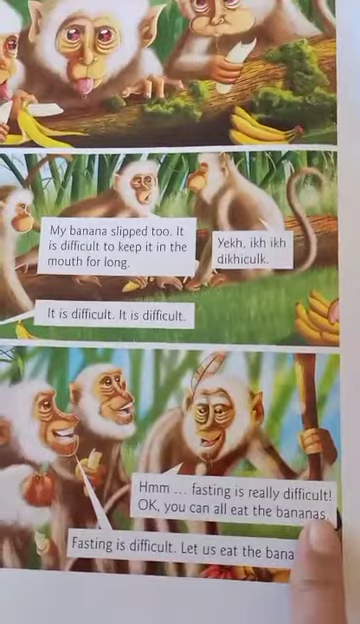 My banana slipped too. It
is difficult to keep it in the
mouth for long.
Yekh, ikh ikh
dikhiculk.
It is difficult. It is difficult.
Hmm ... fasting is really difficult!
OK, you can all eat the bananas.
Fasting is difficult. Let us eat the